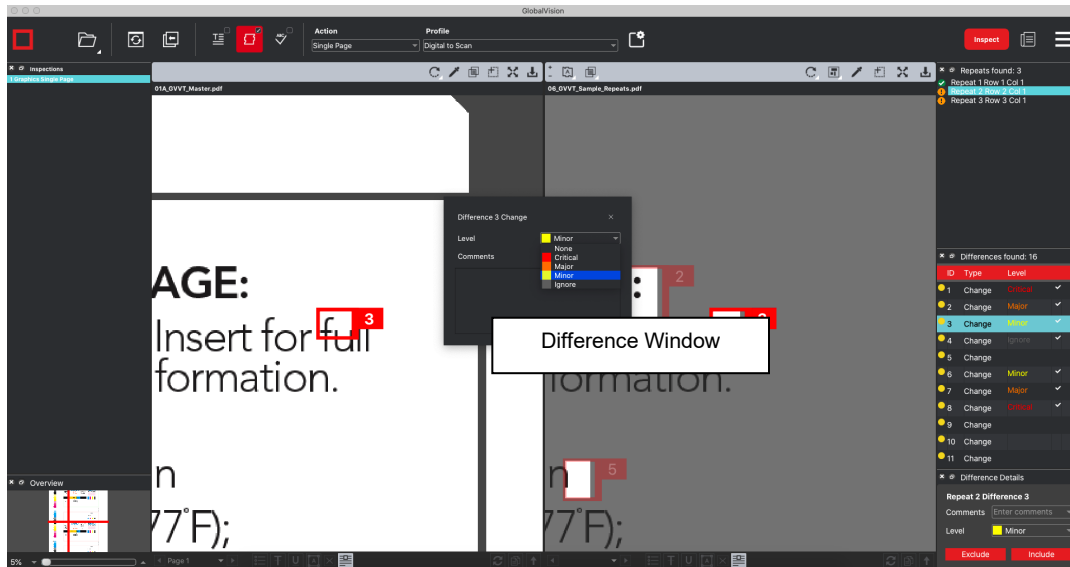 GlobalVision
Action
Profile
Single Page
Digital to Scan
Inspect
Inspections
1 Graphics Single Page
01A_GVVT_Master.pdf
06_GVVT_Sample_Repeats.pdf
Repeats found: 3
Repeat 1 Row 1 Col 1
Repeat 2 Row 2 Col 1
Repeat 3 Row 3 Col 1
Difference 3 Change
Level
Minor
None
Critical
Major
Minor
Ignore
Comments
Difference Window
AGE:
Insert for full
3
formation.
n
77°F);
:
2
formation.
n
5
77°F);
Differences found: 16
ID Type Level
1 Change Critical
2 Change Major
3 Change Minor
4 Change Ignore
5 Change
6 Change Minor
7 Change Major
8 Change Critical
9 Change
10 Change
11 Change
Difference Details
Repeat 2 Difference 3
Comments Enter comments
Level Minor
Exclude Include
Overview
5%
Page 1